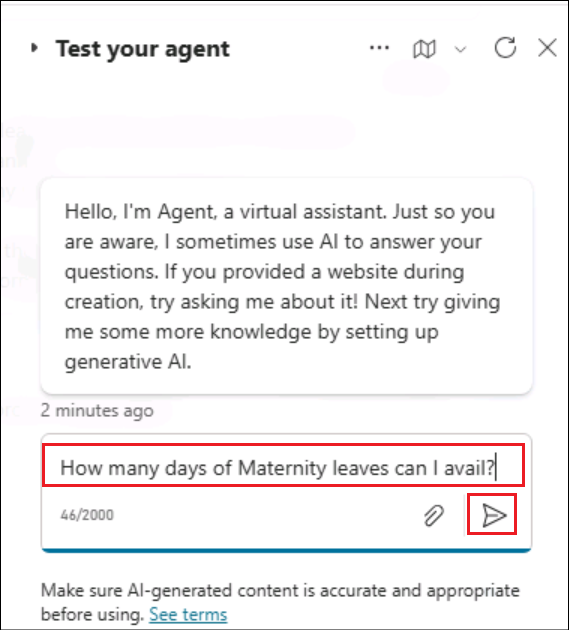 Test your agent
Hello, I'm Agent, a virtual assistant. Just so you
are aware, I sometimes use AI to answer your
questions. If you provided a website during
creation, try asking me about it! Next try giving
me some more knowledge by setting up
generative AI.
2 minutes ago
How many days of Maternity leaves can I avail?
46/2000
Make sure AI-generated content is accurate and appropriate
before using. See terms